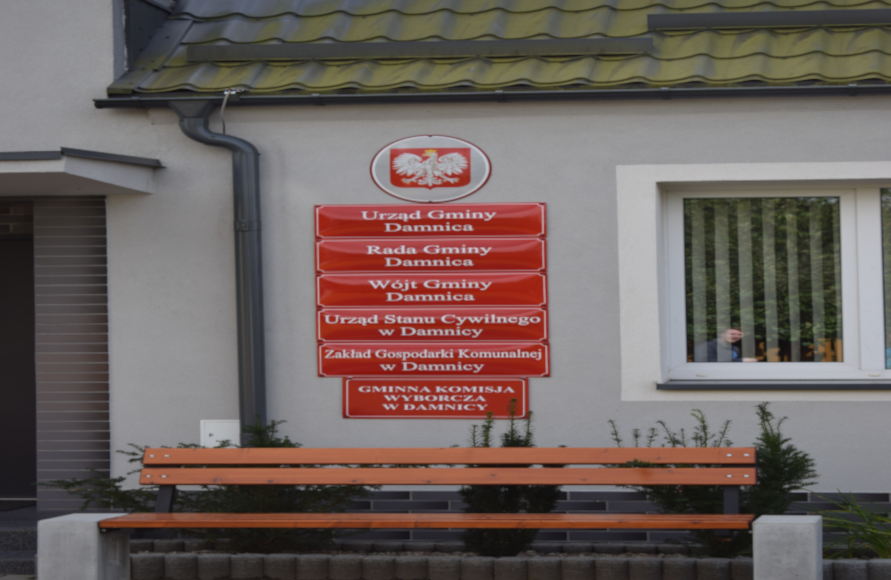 Urząd Gminy
Damnica
Rada Gminy
Damnica
Wójt Gminy
Damnica
Urząd Stanu Cywilnego
w Damnicy
Zakład Gospodarki Komunalnej
w Damnicy
GMINNA KOMISJA
WYBORCZA
W DAMNICY